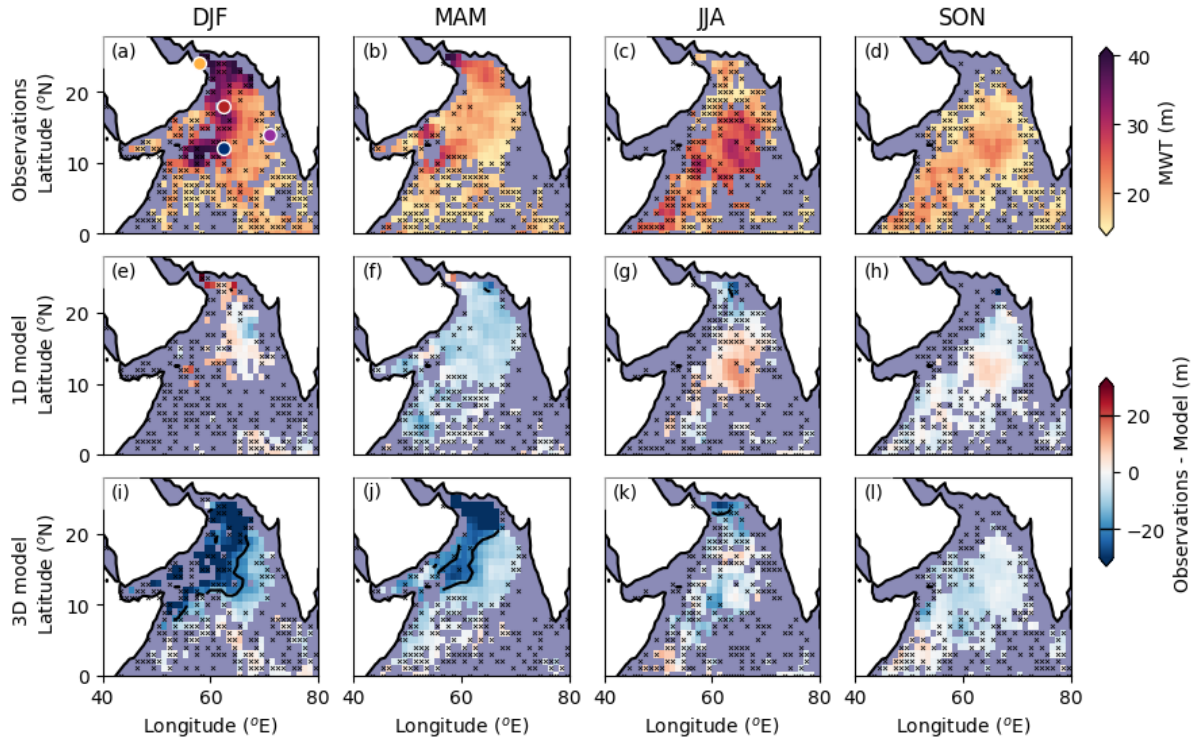 DJF MAM JJA SON
(a) (b) (c) (d)
Observations
Latitude (°N)
20
10
0
40
30
20
MWT (m)
(e) (f) (g) (h)
1D model
Latitude (°N)
20
10
0
(i) (j) (k) (l)
3D model
Latitude (°N)
20
10
0
20
0
−20
Observations - Model (m)
40 60 80 40 60 80 40 60 80 40 60 80
Longitude (°E) Longitude (°E) Longitude (°E) Longitude (°E)